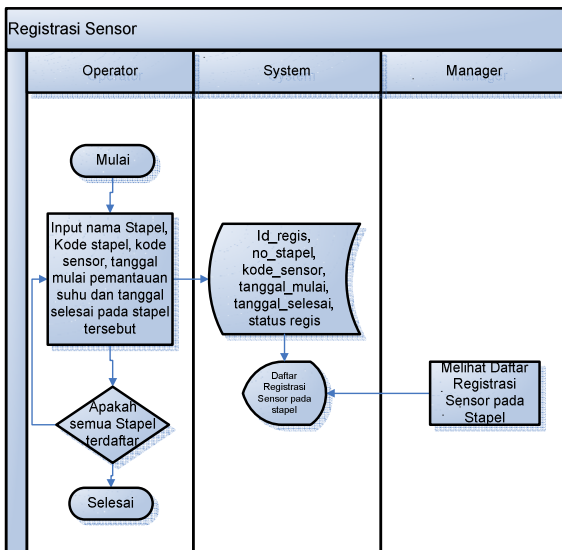 Registrasi Sensor
Operator
System
Manager
Mulai
Input nama Stapel,
Kode stapel, kode
sensor, tanggal
mulai pemantauan
suhu dan tanggal
selesai pada stapel
tersebut
Id_regis,
no_stapel,
kode_sensor,
tanggal_mulai,
tanggal_selesai,
status regis
Daftar
Registrasi
Sensor pada
stapel
Melihat Daftar
Registrasi
Sensor pada
Stapel
Apakah
semua Stapel
terdaftar
Selesai